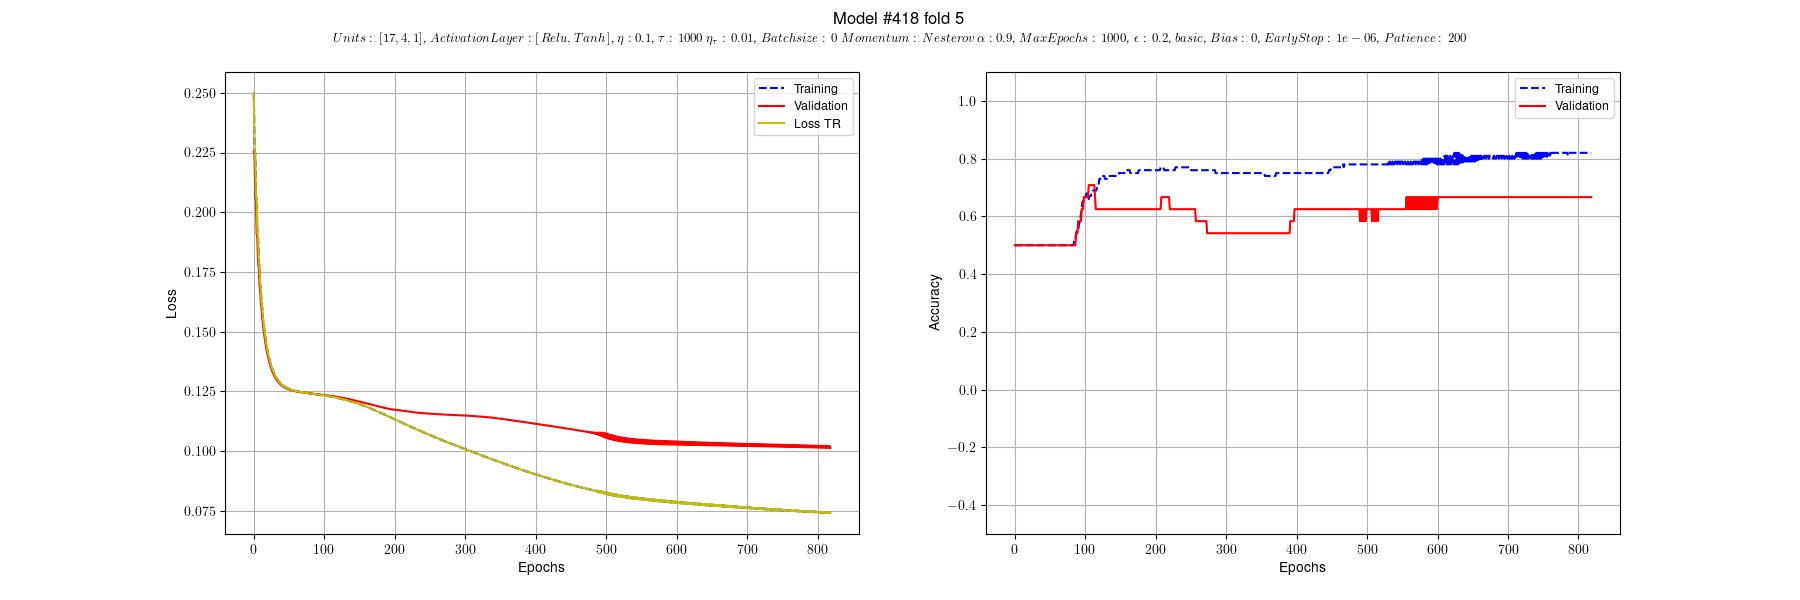 Model #418 fold 5
Units : [17, 4, 1], ActivationLayer : [Relu, Tanh], η : 0.1, τ : 1000 ητ : 0.01, Batchsize : 0 Momentum : Nesterov α : 0.9, MaxEpochs : 1000, ϵ : 0.2, basic, Bias : 0, EarlyStop : 1e − 06, Patience : 200
Training
Validation
Loss TR
0.250
0.225
0.200
0.175
0.150
0.125
0.100
0.075
Loss
0 100 200 300 400 500 600 700 800
Epochs
Training
Validation
1.0
0.8
0.6
0.4
0.2
0.0
−0.2
−0.4
Accuracy
0 100 200 300 400 500 600 700 800
Epochs